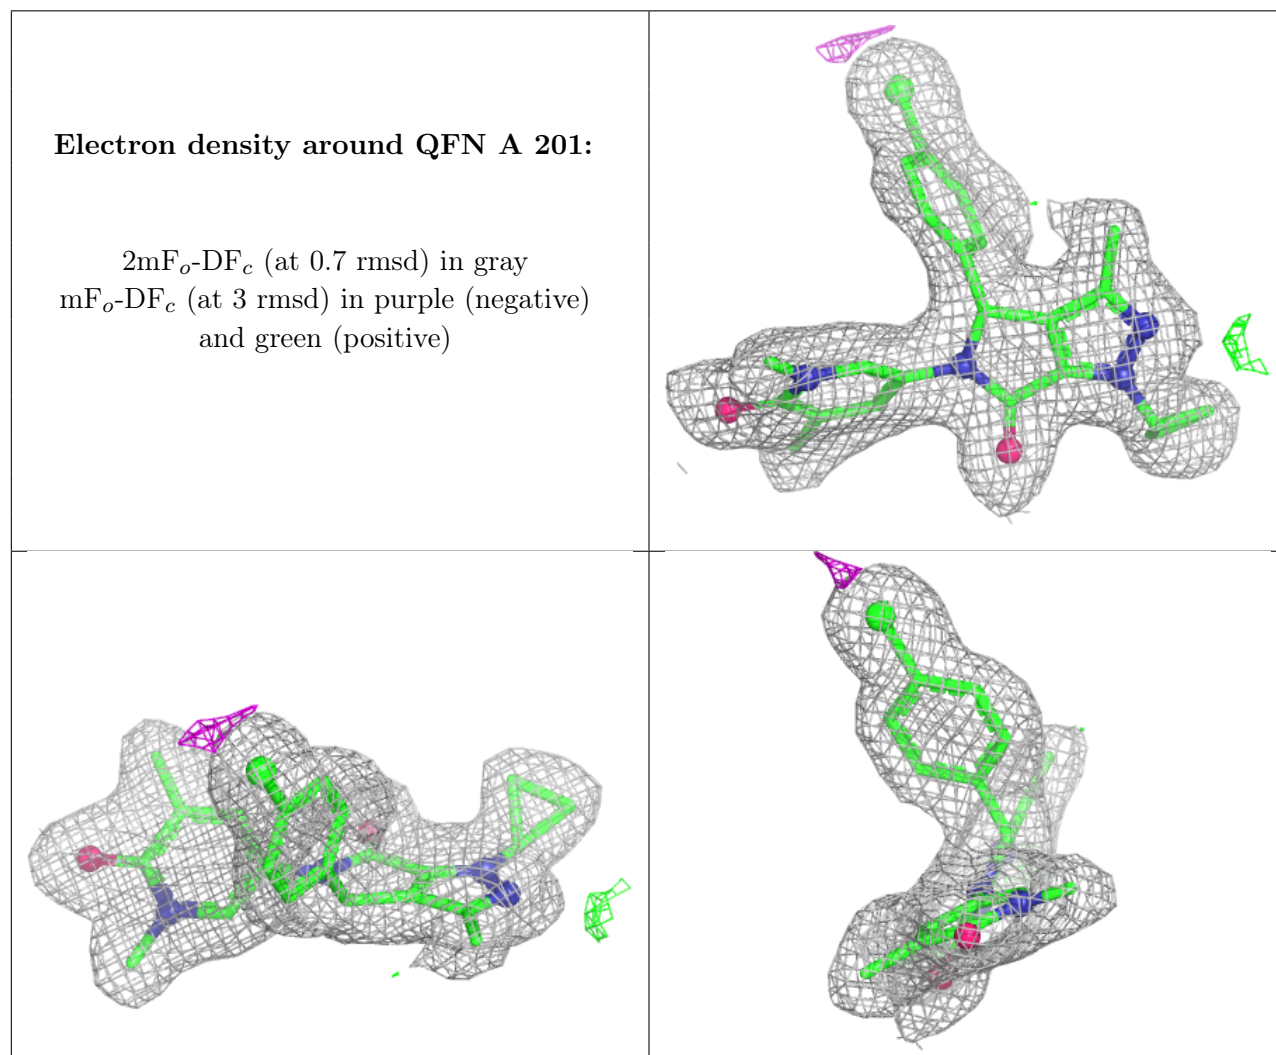 Electron density around QFN A 201:
2mFo-DFc (at 0.7 rmsd) in gray
mFo-DFc (at 3 rmsd) in purple (negative)
and green (positive)